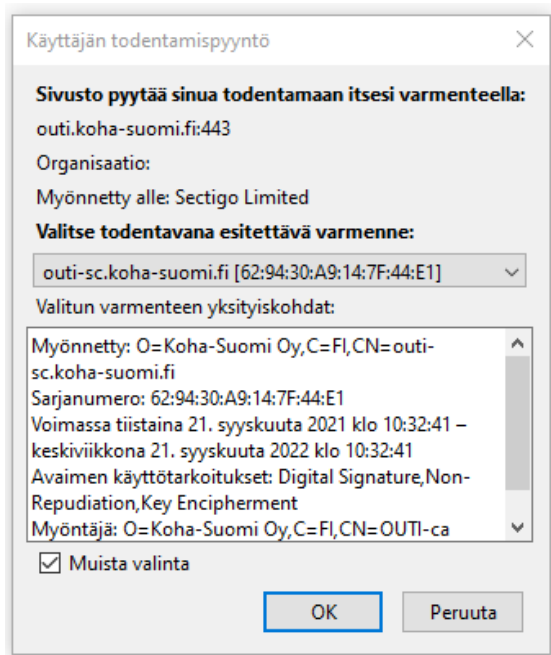 Käyttäjän todentamispyyntö
Sivusto pyytää sinua todentamaan itsesi varmenteella:
outi.koha-suomi.fi:443
Organisaatio:
Myönnetty alle: Sectigo Limited
Valitse todentavana esitettävä varmenne:
outi-sc.koha-suomi.fi [62:94:30:A9:14:7F:44:E1]
Valitun varmenteen yksityiskohdat:
Myönnetty: O=Koha-Suomi Oy,C=FI,CN=outi-
sc.koha-suomi.fi
Sarjanumero: 62:94:30:A9:14:7F:44:E1
Voimassa tiistaina 21. syyskuuta 2021 klo 10:32:41 –
keskiviikkona 21. syyskuuta 2022 klo 10:32:41
Avaimen käyttötarkoitukset: Digital Signature,Non-
Repudiation,Key Encipherment
Myöntäjä: O=Koha-Suomi Oy,C=FI,CN=OUTI-ca
Muista valinta
OK Peruuta